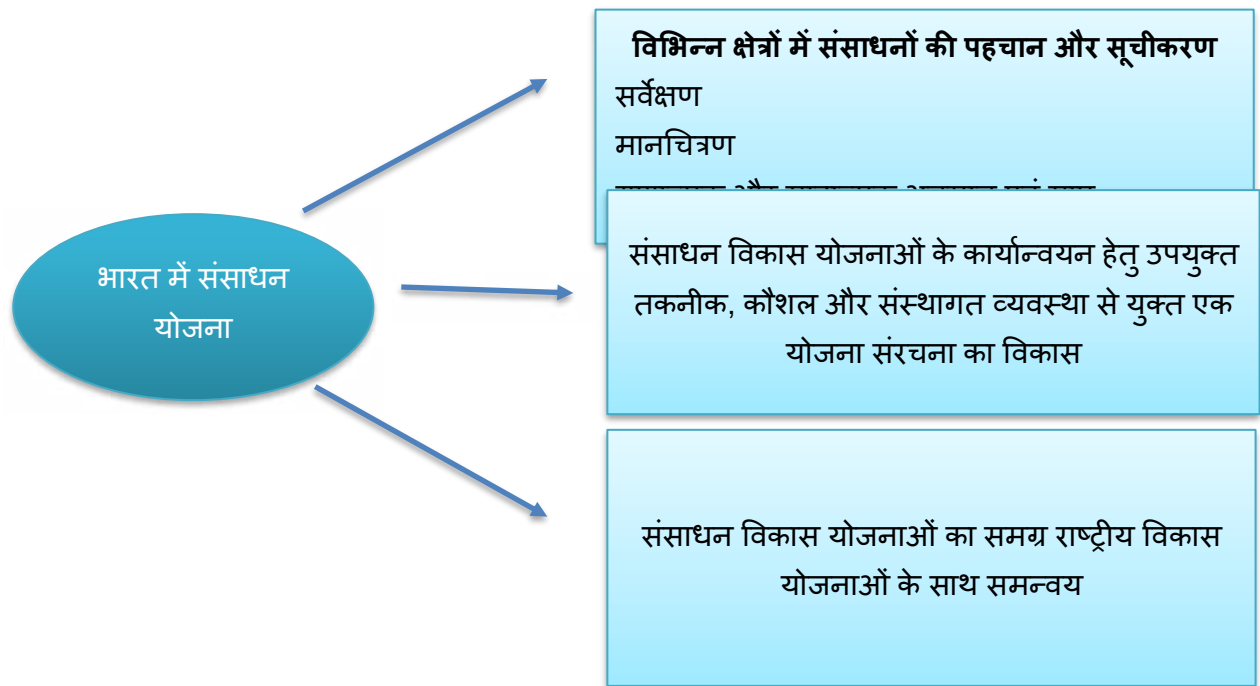 भारत में संसाधन
योजना
विभिन्न क्षेत्रों में संसाधनों की पहचान और सूचीकरण
सर्वेक्षण
मानचित्रण
और
संसाधन विकास योजनाओं के कार्यान्वयन हेतु उपयुक्त
तकनीक, कौशल और संस्थागत व्यवस्था से युक्त एक
योजना संरचना का विकास
संसाधन विकास योजनाओं का समग्र राष्ट्रीय विकास
योजनाओं के साथ समन्वय